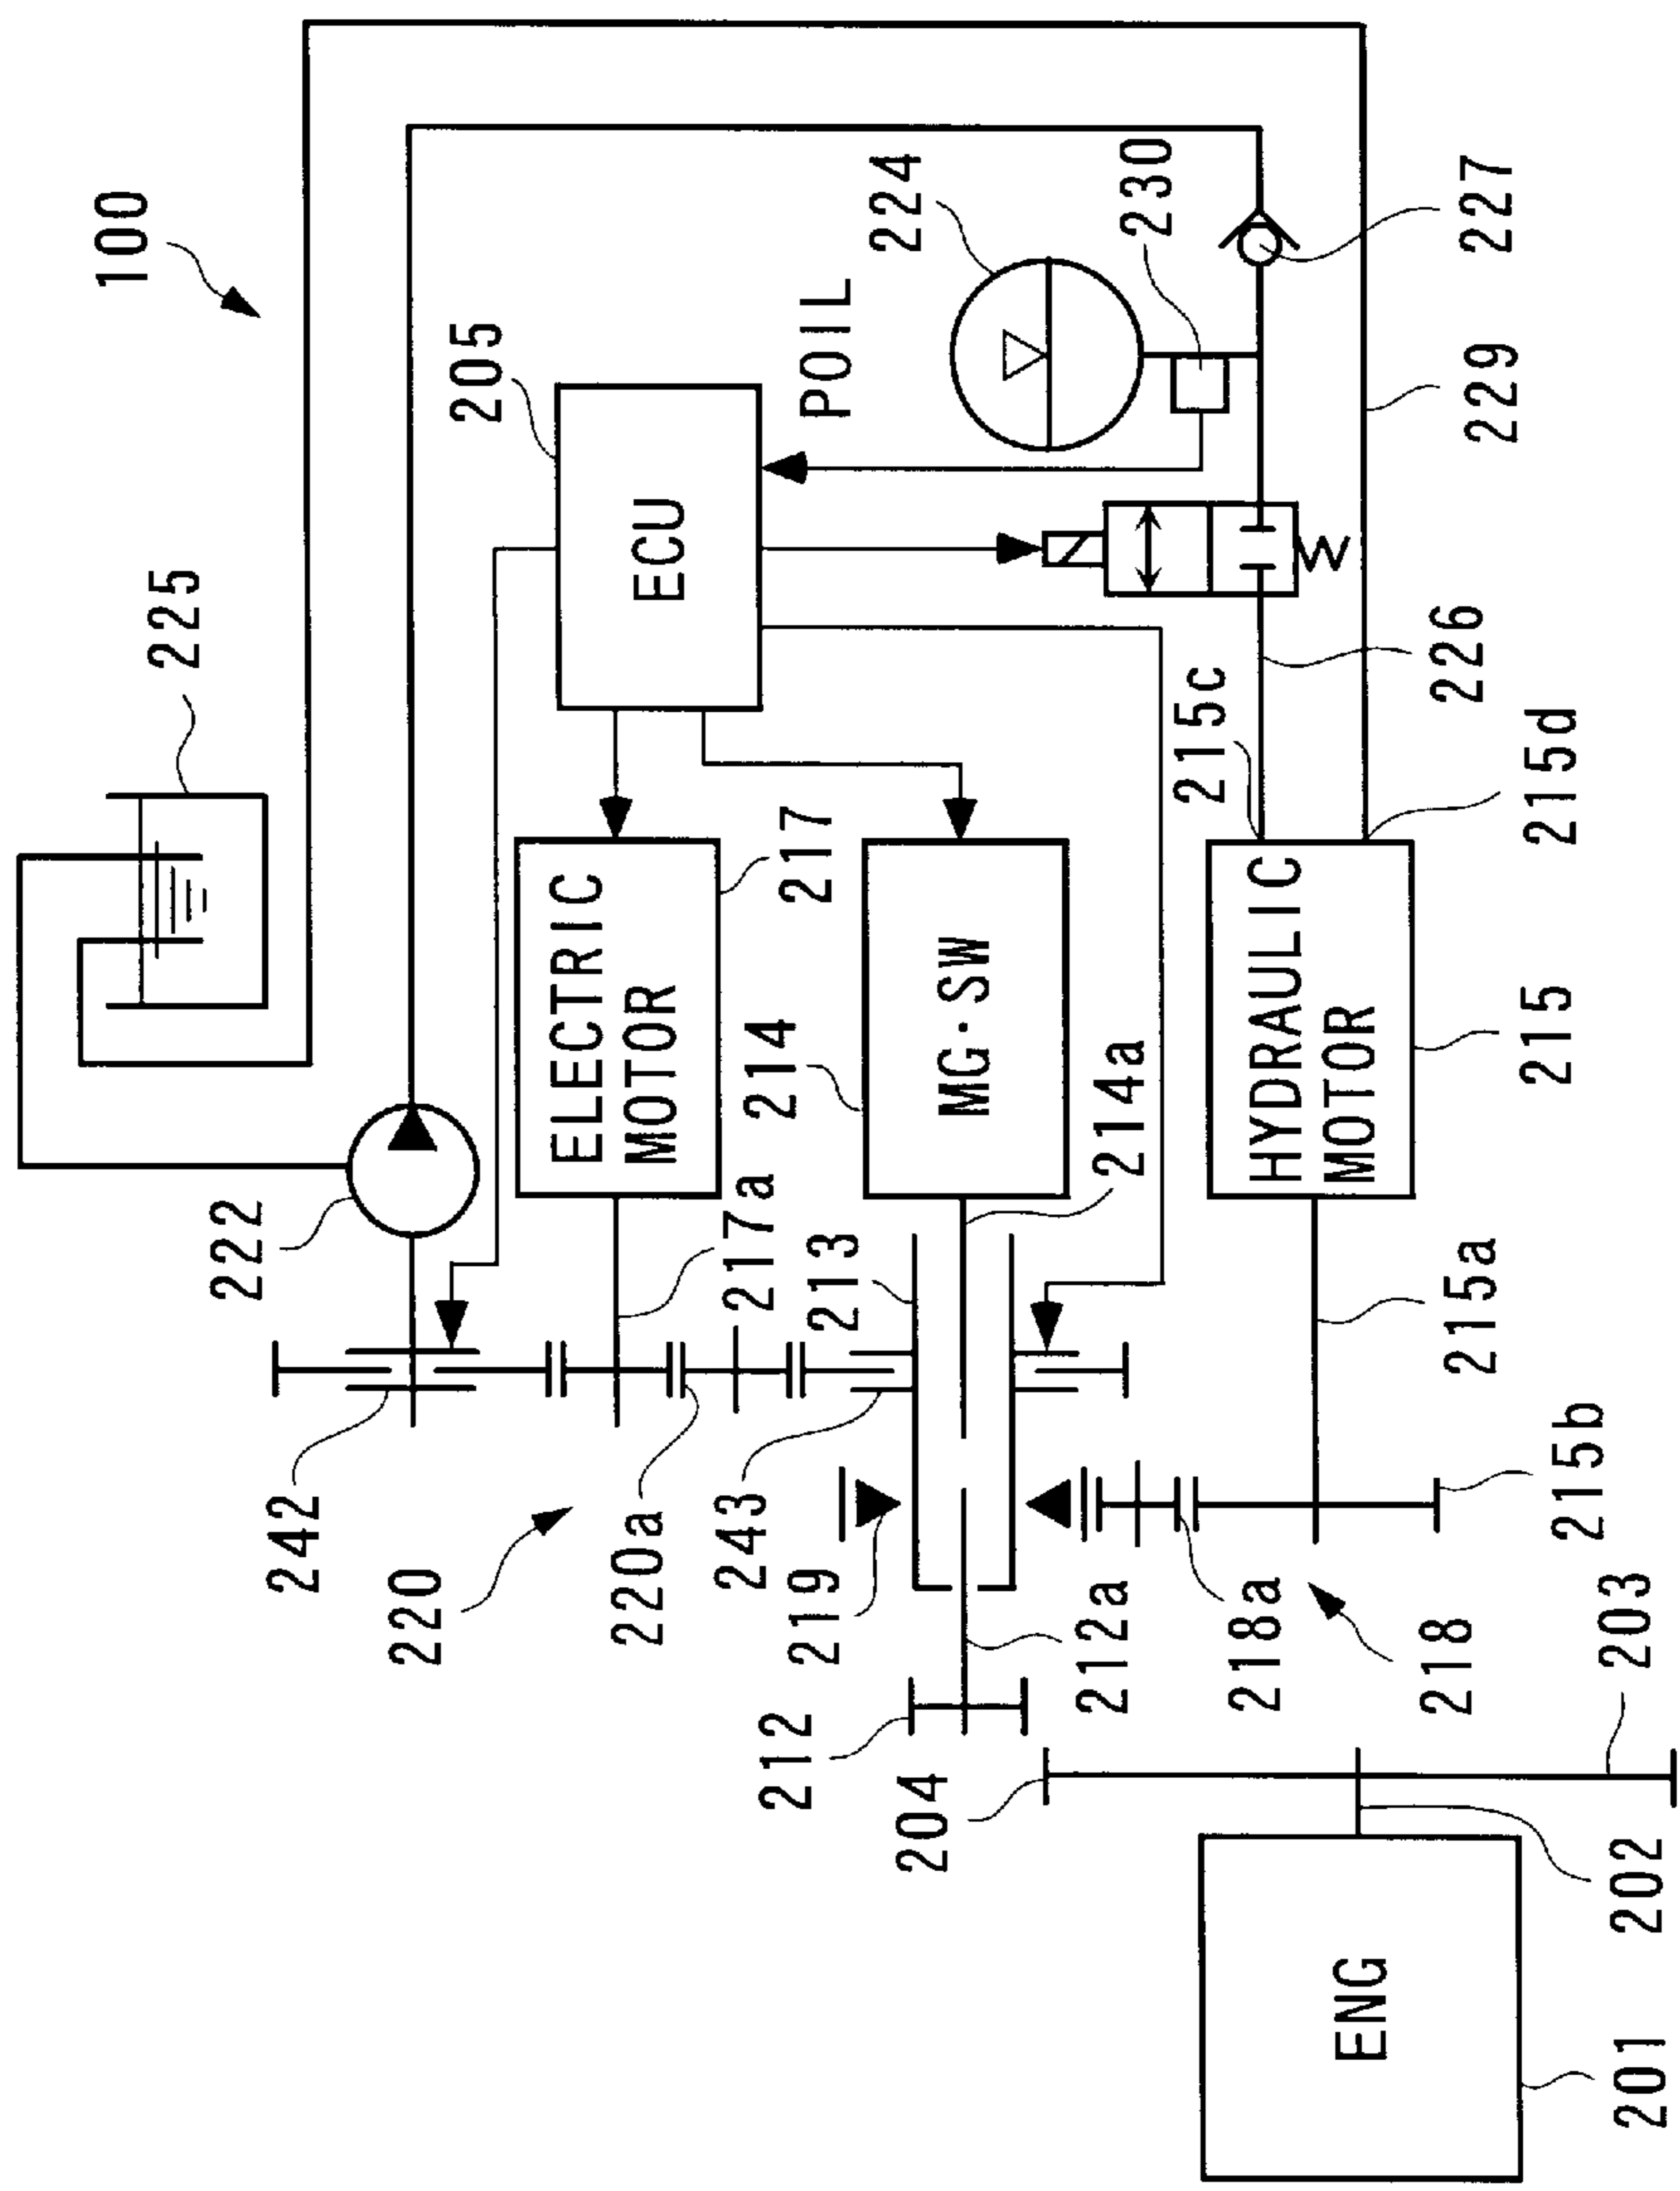 100
225
222
205
POIL
224
230
227
229
ECU
226
215c
215d
ELECTRIC
MOTOR
217
217a
MG·SW
214
214a
HYDRAULIC
MOTOR
215
215a
215b
213
242
220
220a
243
219
212
212a
218a
218
203
204
202
ENG
201